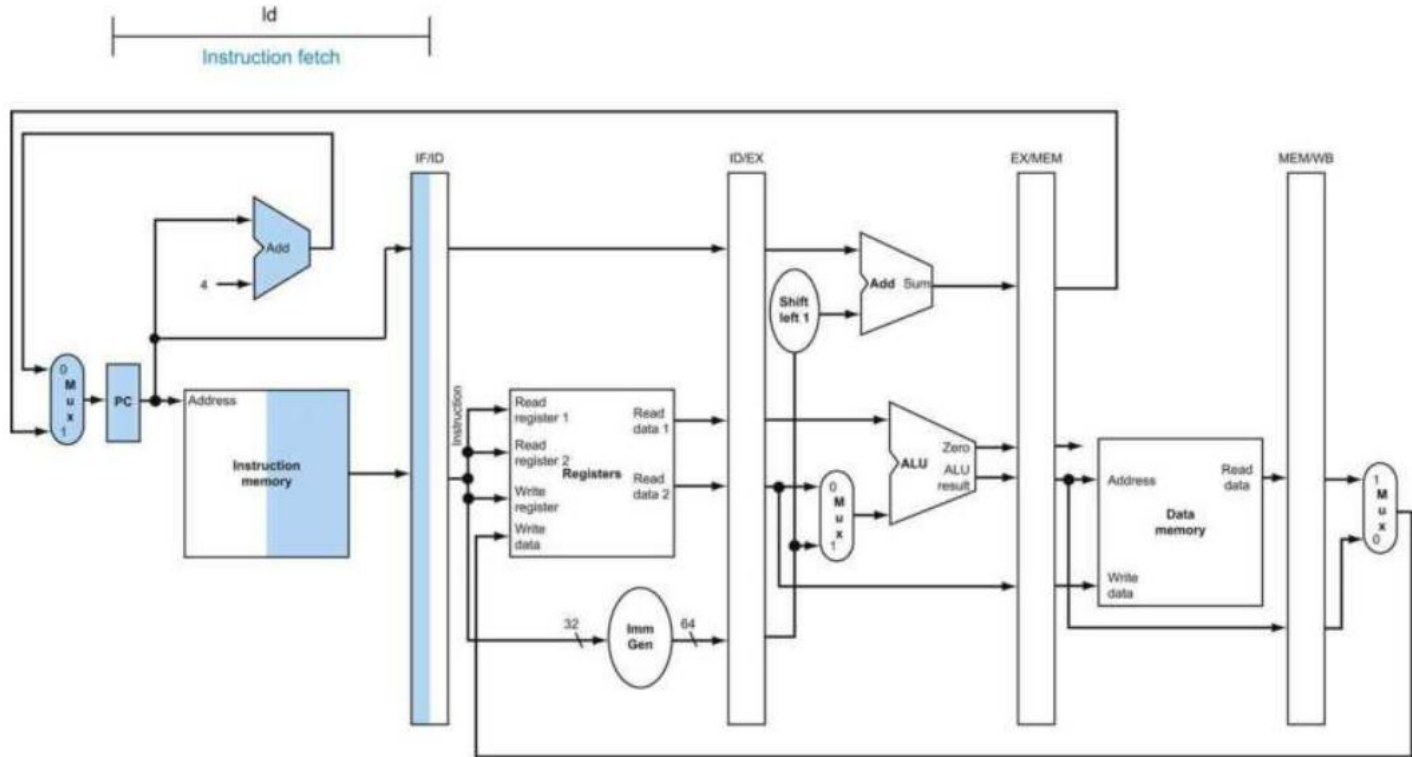 ld
Instruction fetch
IF/ID
ID/EX
EX/MEM
MEM/WB
Add
4
Add Sum
Shift
left 1
0
M
u
x
1
PC
Address
Instruction
memory
Instruction
Read
register 1
Read
register 2
Write
register
Write
data
Registers
Read
data 1
Read
data 2
0
M
u
x
1
Zero
ALU
ALU
result
Address
Read
data
Data
memory
Write
data
1
M
u
x
0
32
Imm
Gen
64